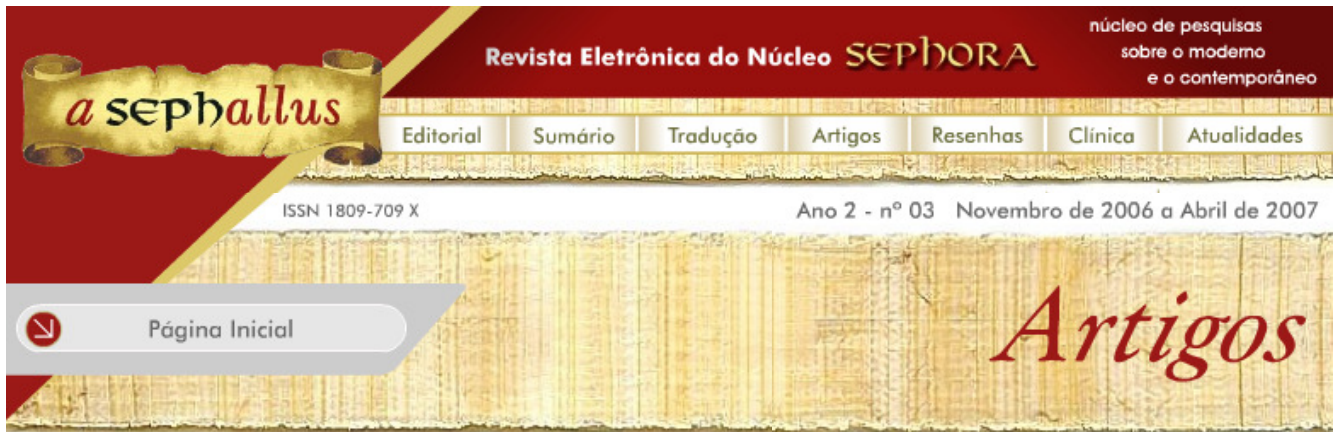 a sephallus
Revista Eletrônica do Núcleo SEPHORA
núcleo de pesquisas
sobre o moderno
e o contemporâneo
Editorial Sumário Tradução Artigos Resenhas Clínica Atualidades
ISSN 1809-709 X Ano 2 - nº 03 Novembro de 2006 a Abril de 2007
Página Inicial
Artigos